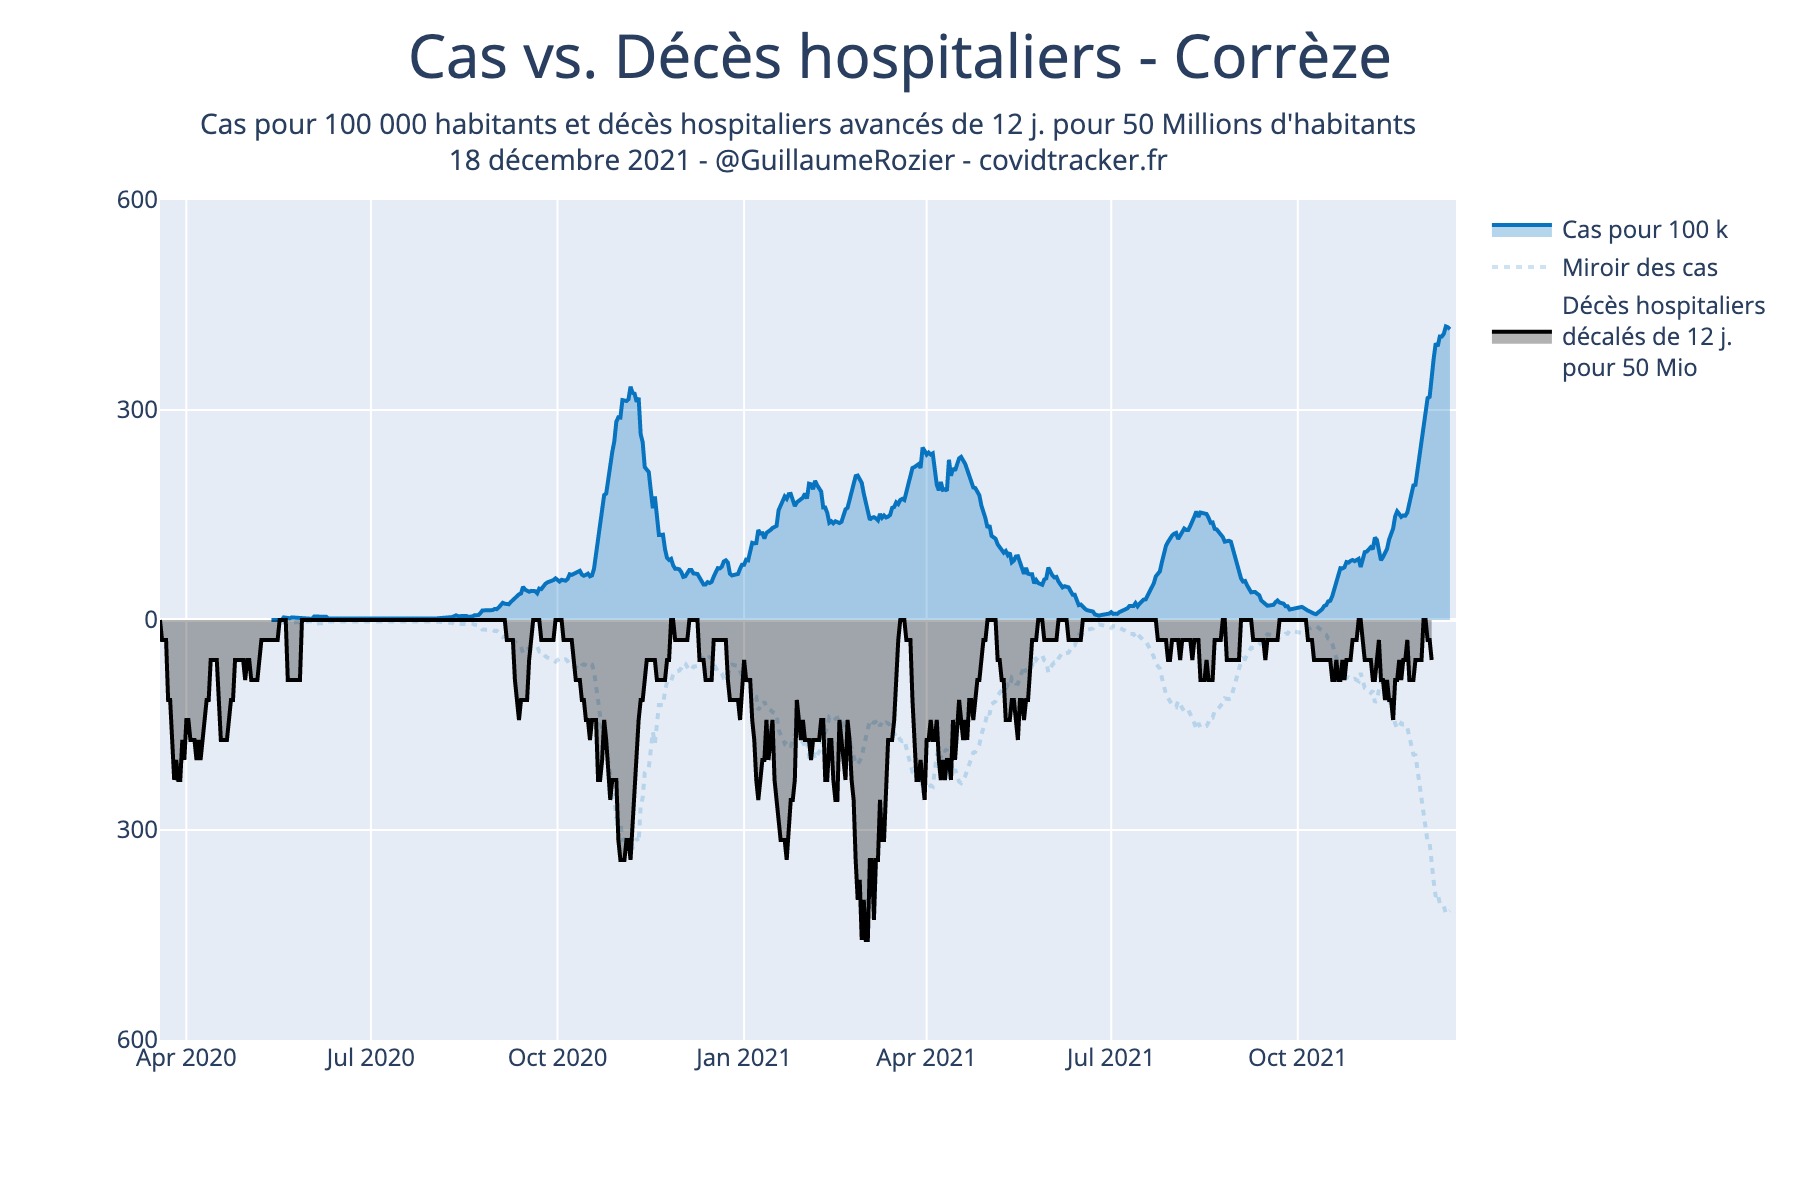 Cas vs. Décès hospitaliers - Corrèze
Cas pour 100 000 habitants et décès hospitaliers avancés de 12 j. pour 50 Millions d'habitants
18 décembre 2021 - @GuillaumeRozier - covidtracker.fr
600
300
0
300
600
Apr 2020
Jul 2020
Oct 2020
Jan 2021
Apr 2021
Jul 2021
Oct 2021
Cas pour 100 k
Miroir des cas
Décès hospitaliers
décalés de 12 j.
pour 50 Mio